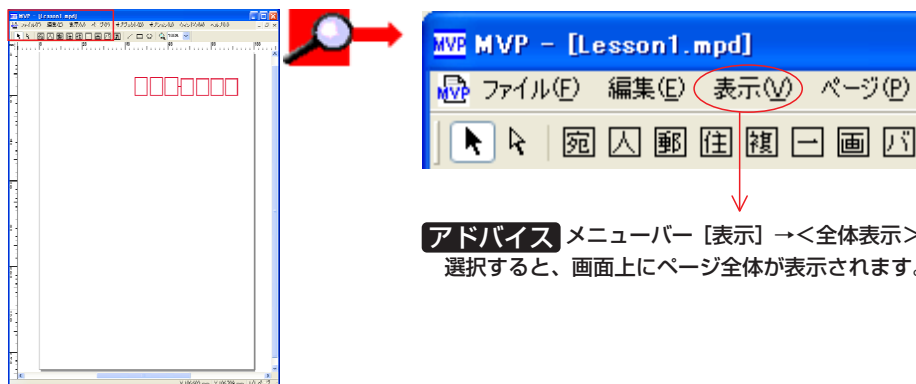 MVP - [Lesson1.mpd]
MVP - [Lesson1.mpd]
ファイル(F) 編集(E) 表示(V) ページ(P)
宛 人 郵 住 複 一 画 バ
アドバイス メニューバー［表示］→＜全体表示＞
選択すると、画面上にページ全体が表示されます。